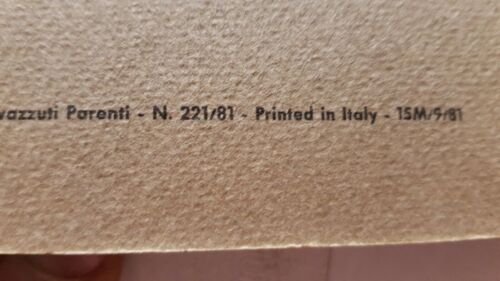 vazzuti Parenti - N. 221/81 - Printed in Italy - 15M/9/81